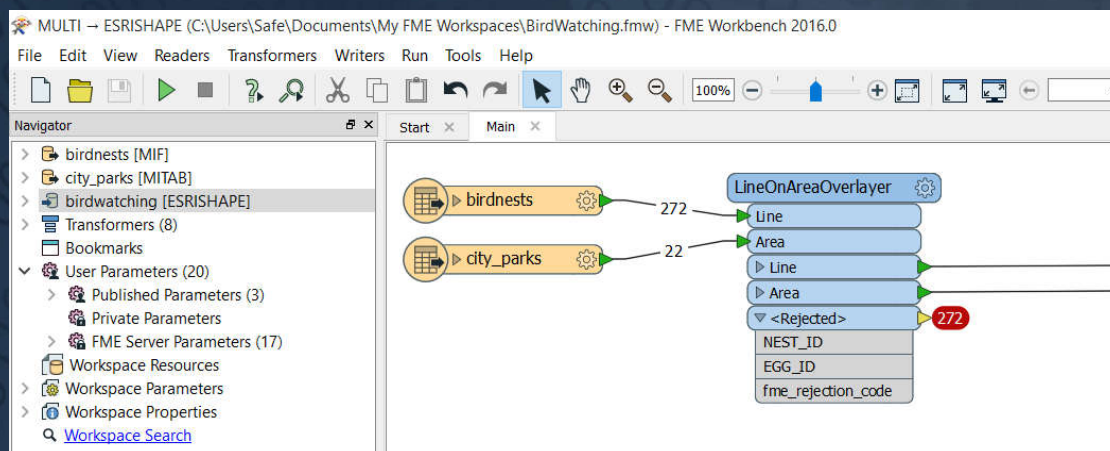 MULTI → ESRISHAPE (C:\Users\Safe\Documents\My FME Workspaces\BirdWatching.fmw) - FME Workbench 2016.0
File Edit View Readers Transformers Writers Run Tools Help
100%
Navigator
Start Main
birdnests [MIF]
city_parks [MITAB]
birdwatching [ESRISHAPE]
Transformers (8)
Bookmarks
User Parameters (20)
Published Parameters (3)
Private Parameters
FME Server Parameters (17)
Workspace Resources
Workspace Parameters
Workspace Properties
Workspace Search
birdnests
272
city_parks
22
LineOnAreaOverlayer
Line
Area
Line
Area
<Rejected> 272
NEST_ID
EGG_ID
fme_rejection_code